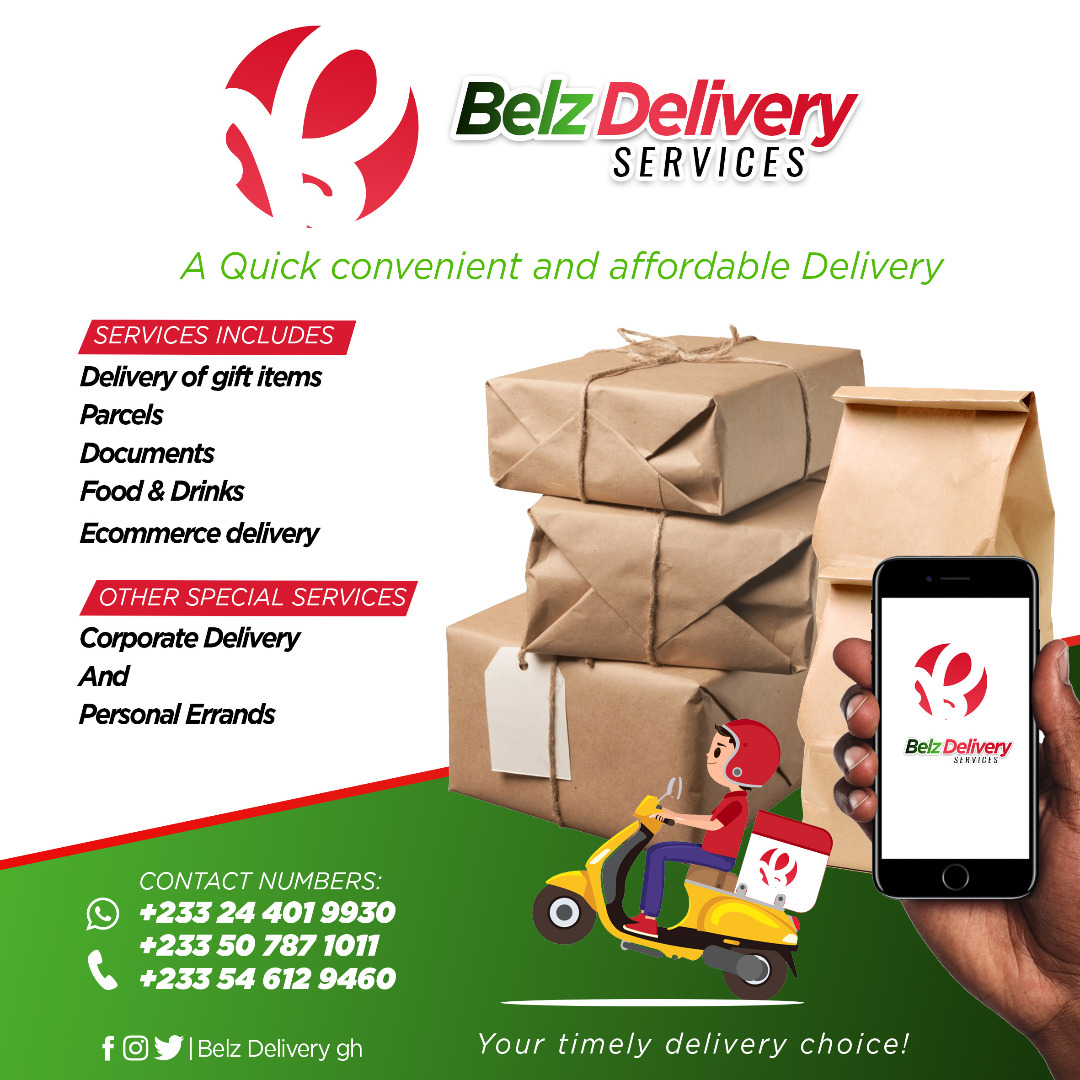 Belz Delivery
SERVICES
A Quick convenient and affordable Delivery
SERVICES INCLUDES
Delivery of gift items
Parcels
Documents
Food & Drinks
Ecommerce delivery
OTHER SPECIAL SERVICES
Corporate Delivery
And
Personal Errands
Belz Delivery
SERVICES
CONTACT NUMBERS:
+233 24 401 9930
+233 50 787 1011
+233 54 612 9460
| Belz Delivery gh
Your timely delivery choice!